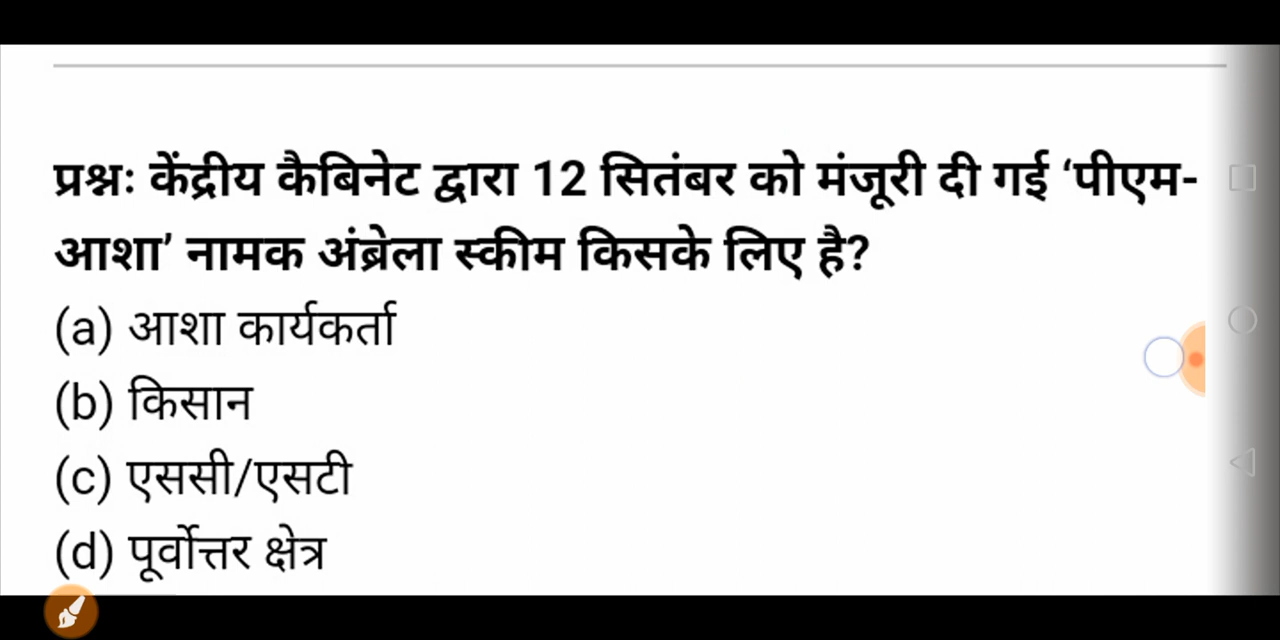 प्रश्नः केंद्रीय कैबिनेट द्वारा 12 सितंबर को मंजूरी दी गई ‘पीएम-
आशा’ नामक अंब्रेला स्कीम किसके लिए है?
(a) आशा कार्यकर्ता
(b) किसान
(c) एससी/एसटी
(d) पूर्वोत्तर क्षेत्र